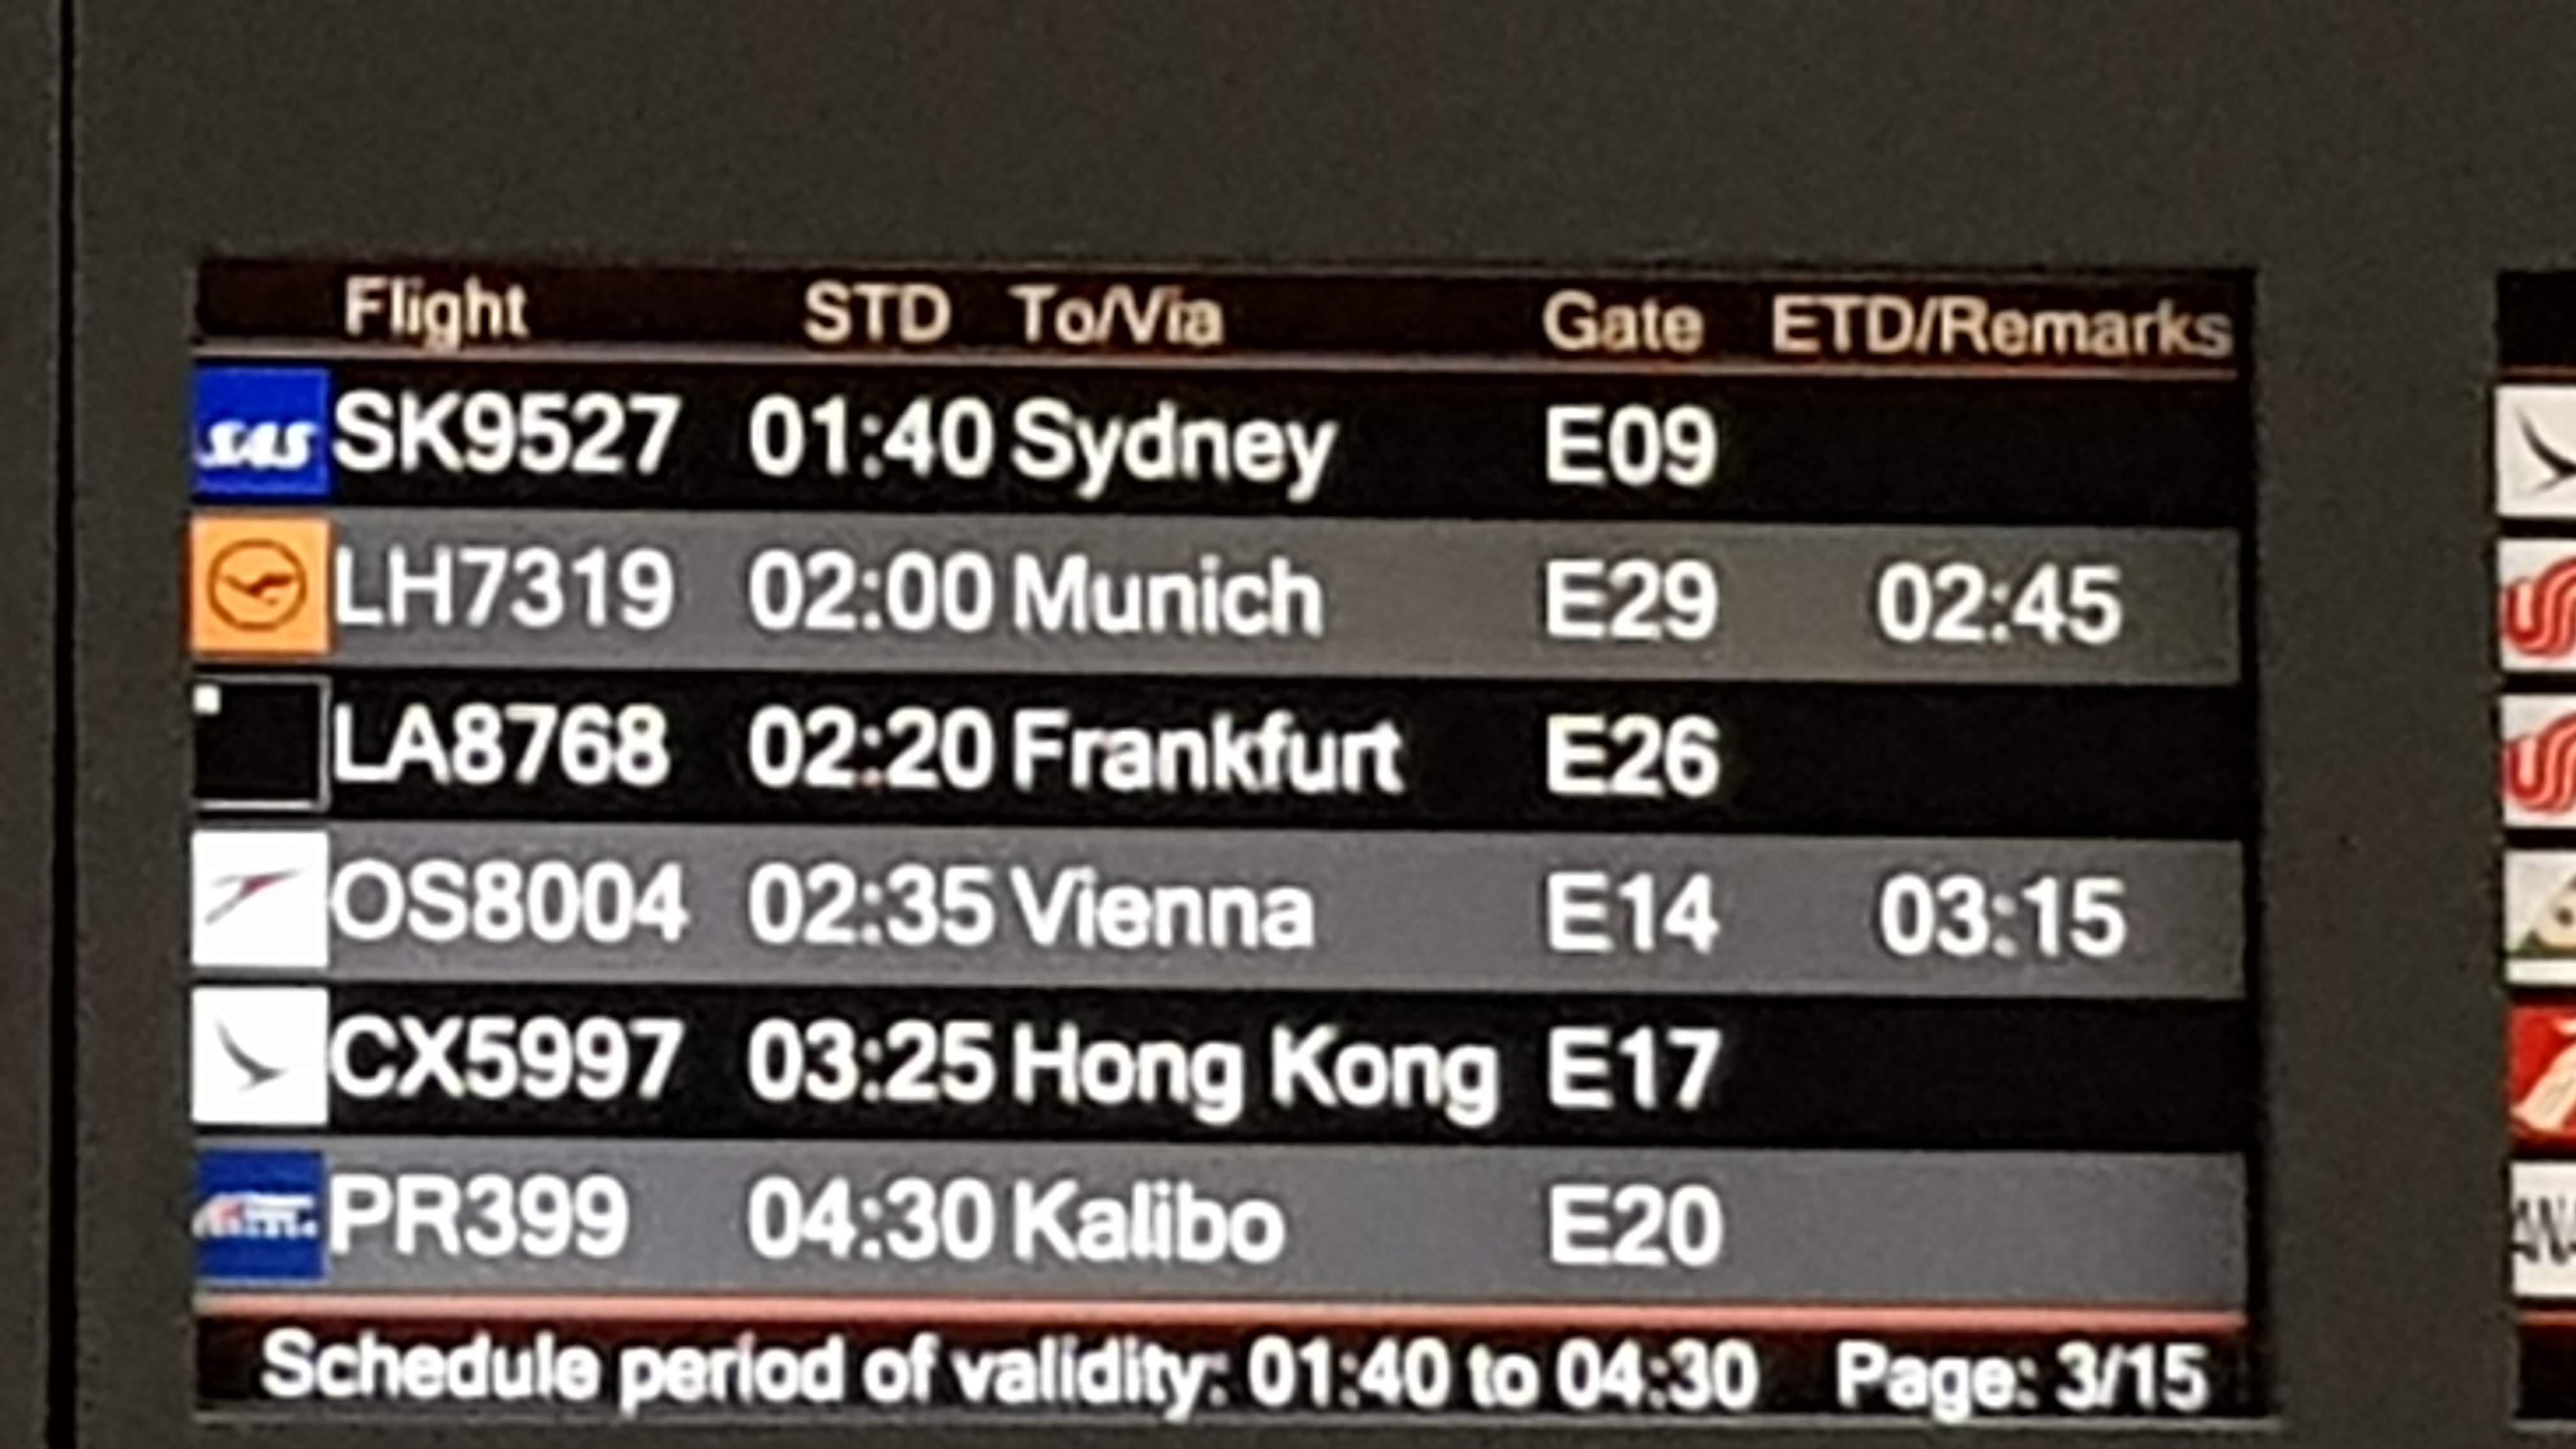 Flight STD To/Via Gate ETD/Remarks
SAS SK9527 01:40 Sydney E09
LH7319 02:00 Munich E29 02:45
LA8768 02:20 Frankfurt E26
OS8004 02:35 Vienna E14 03:15
CX5997 03:25 Hong Kong E17
PR399 04:30 Kalibo E20
Schedule period of validity: 01:40 to 04:30 Page: 3/15